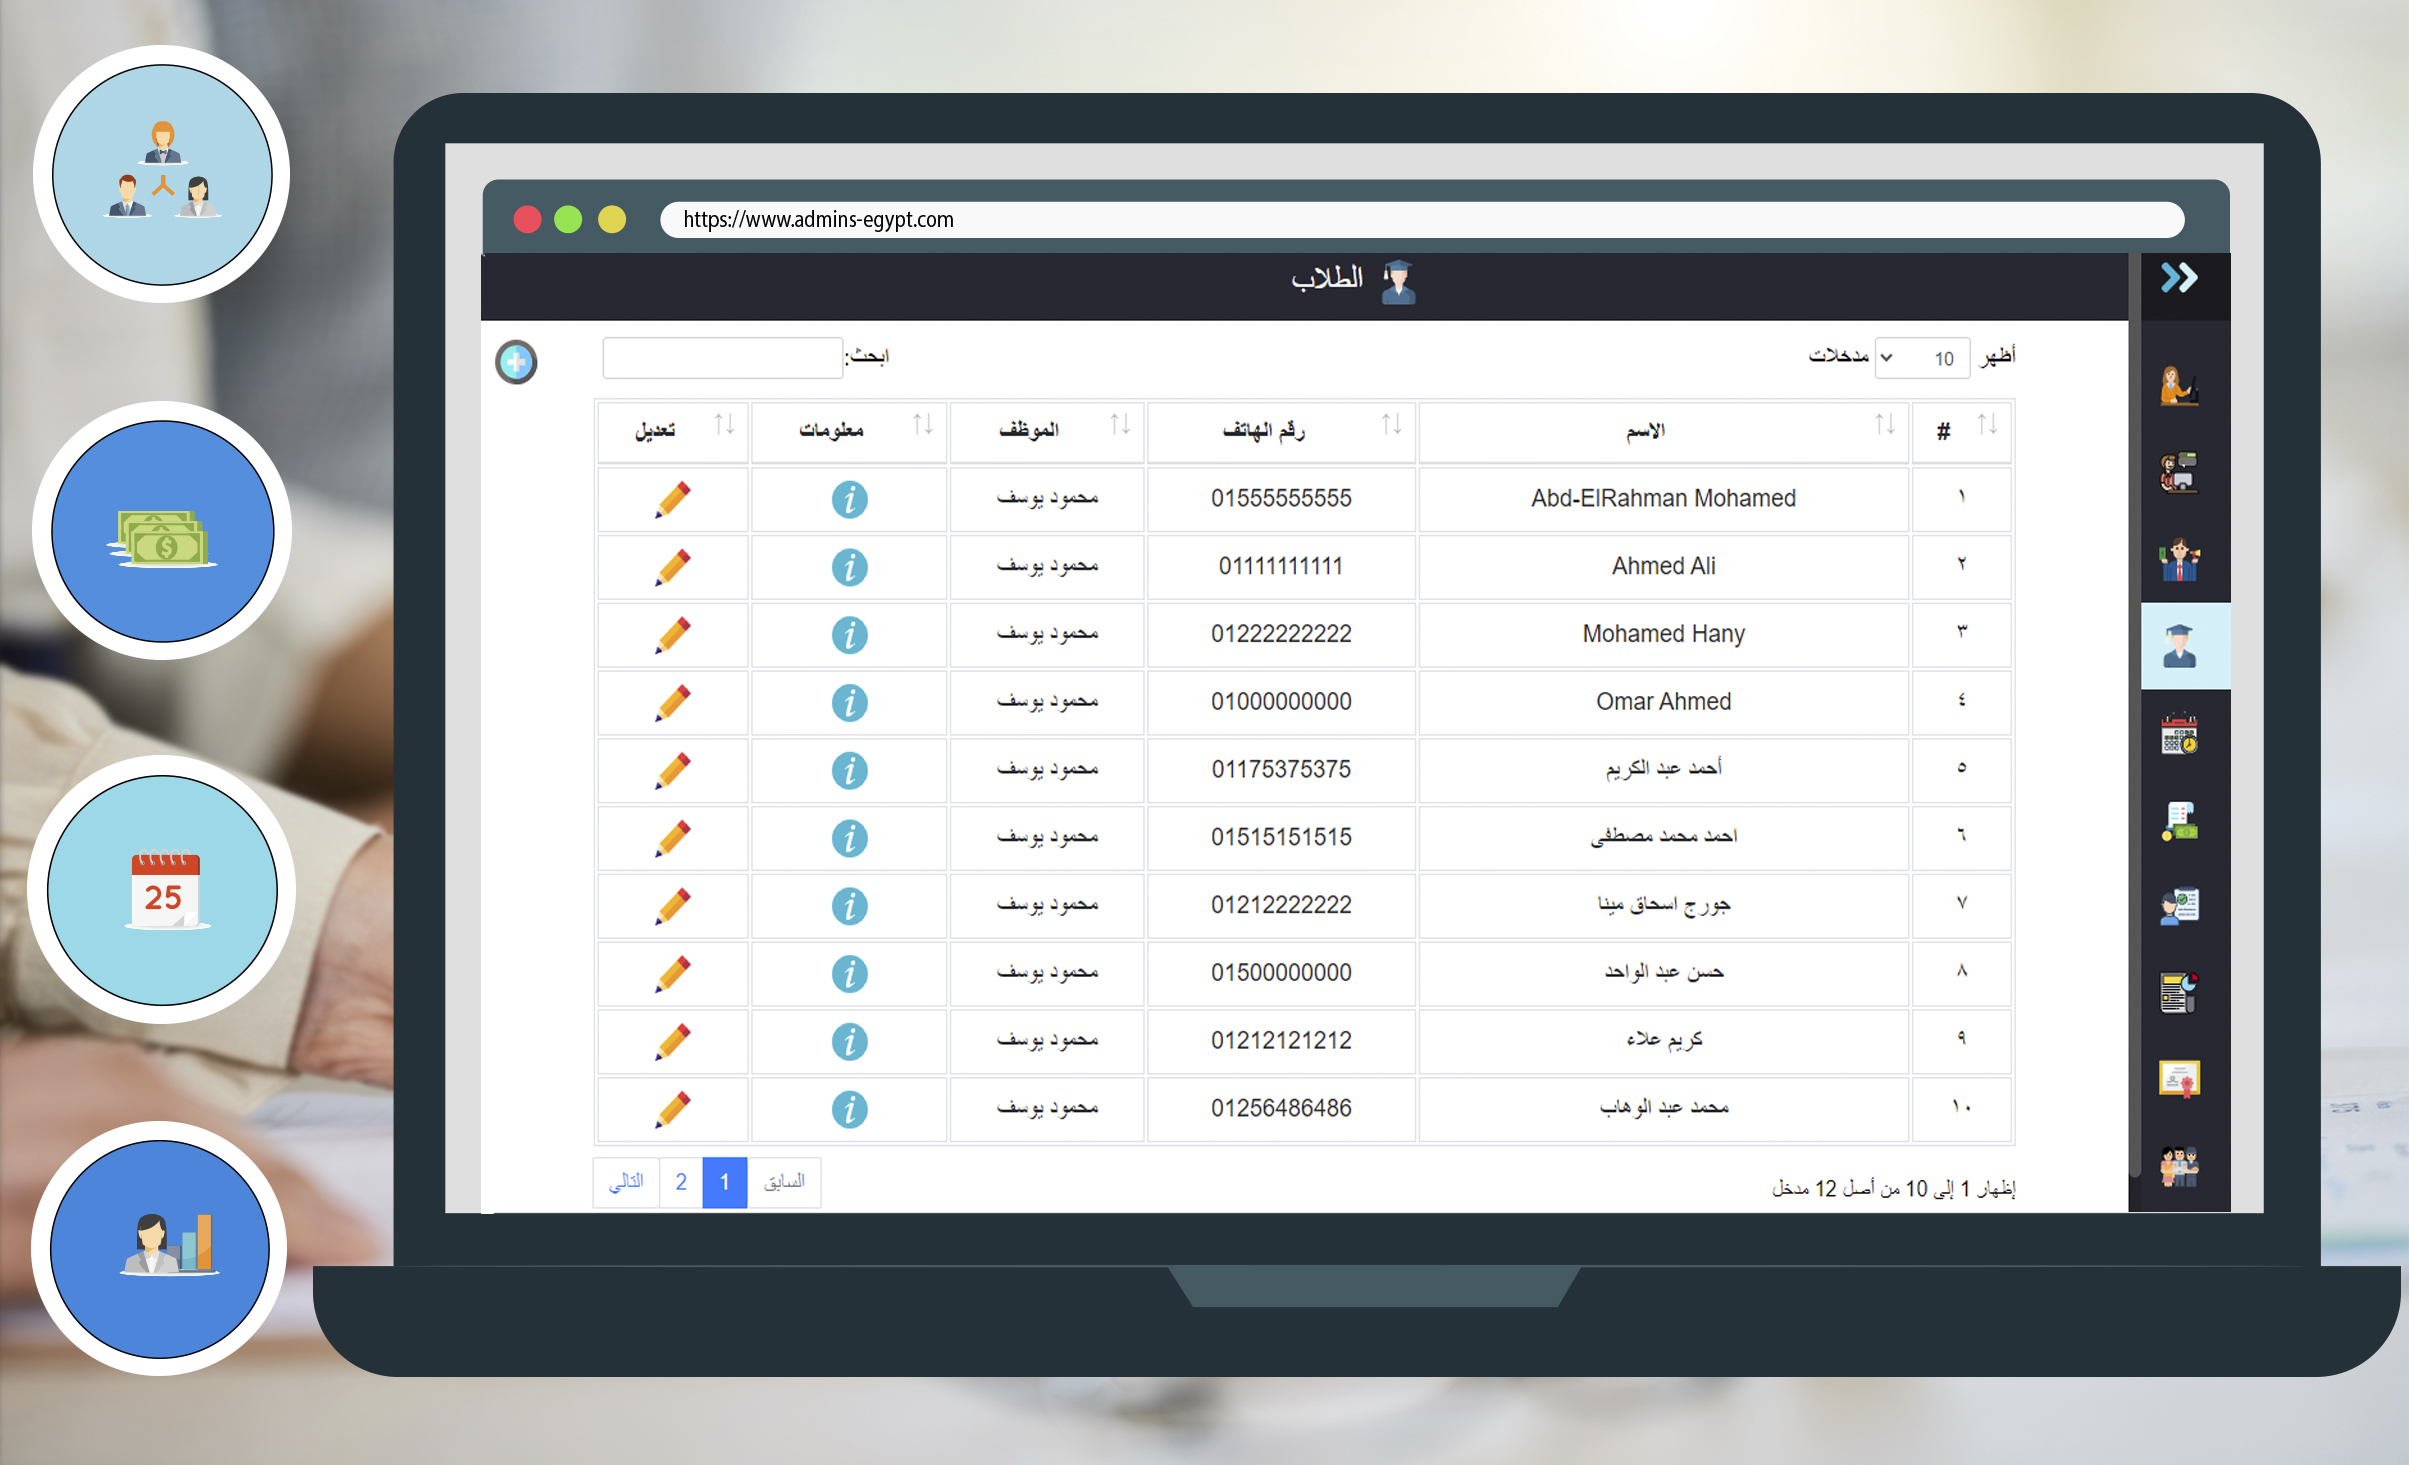 https://www.admins-egypt.com
الطلاب
أظهر 10 مدخلات ابحث:
# الاسم رقم الهاتف الموظف معلومات تعديل
١ Abd-ElRahman Mohamed 01555555555 محمود يوسف
٢ Ahmed Ali 01111111111 محمود يوسف
٣ Mohamed Hany 01222222222 محمود يوسف
٤ Omar Ahmed 01000000000 محمود يوسف
٥ أحمد عبد الكريم 01175375375 محمود يوسف
٦ احمد محمد مصطفى 01515151515 محمود يوسف
٧ جورج اسحاق مينا 01212222222 محمود يوسف
٨ حسن عبد الواحد 01500000000 محمود يوسف
٩ كريم علاء 01212121212 محمود يوسف
١٠ محمد عبد الوهاب 01256486486 محمود يوسف
إظهار 1 إلى 10 من أصل 12 مدخل
السابق 1 2 التالي
25